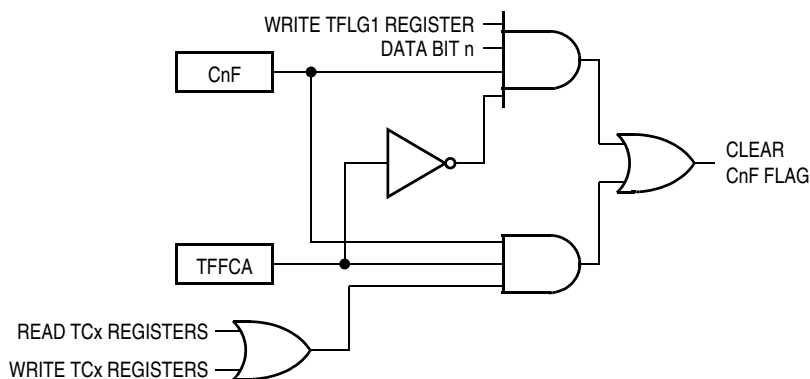 WRITE TFLG1 REGISTER
DATA BIT n
CnF
CLEAR
CnF FLAG
TFFCA
READ TCx REGISTERS
WRITE TCx REGISTERS